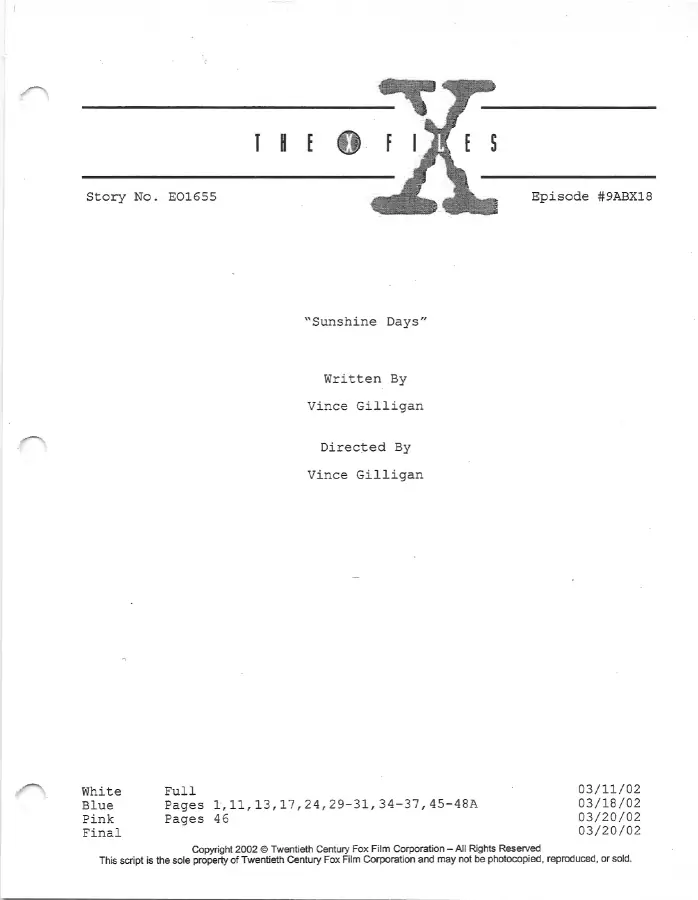 THE X FILES
Story No. E01655
Episode #9ABX18
"Sunshine Days"
Written By
Vince Gilligan
Directed By
Vince Gilligan
White Full 03/11/02
Blue Pages 1,11,13,17,24,29-31,34-37,45-48A 03/18/02
Pink Pages 46 03/20/02
Final 03/20/02
Copyright 2002 © Twentieth Century Fox Film Corporation – All Rights Reserved
This script is the sole property of Twentieth Century Fox Film Corporation and may not be photocopied, reproduced, or sold.